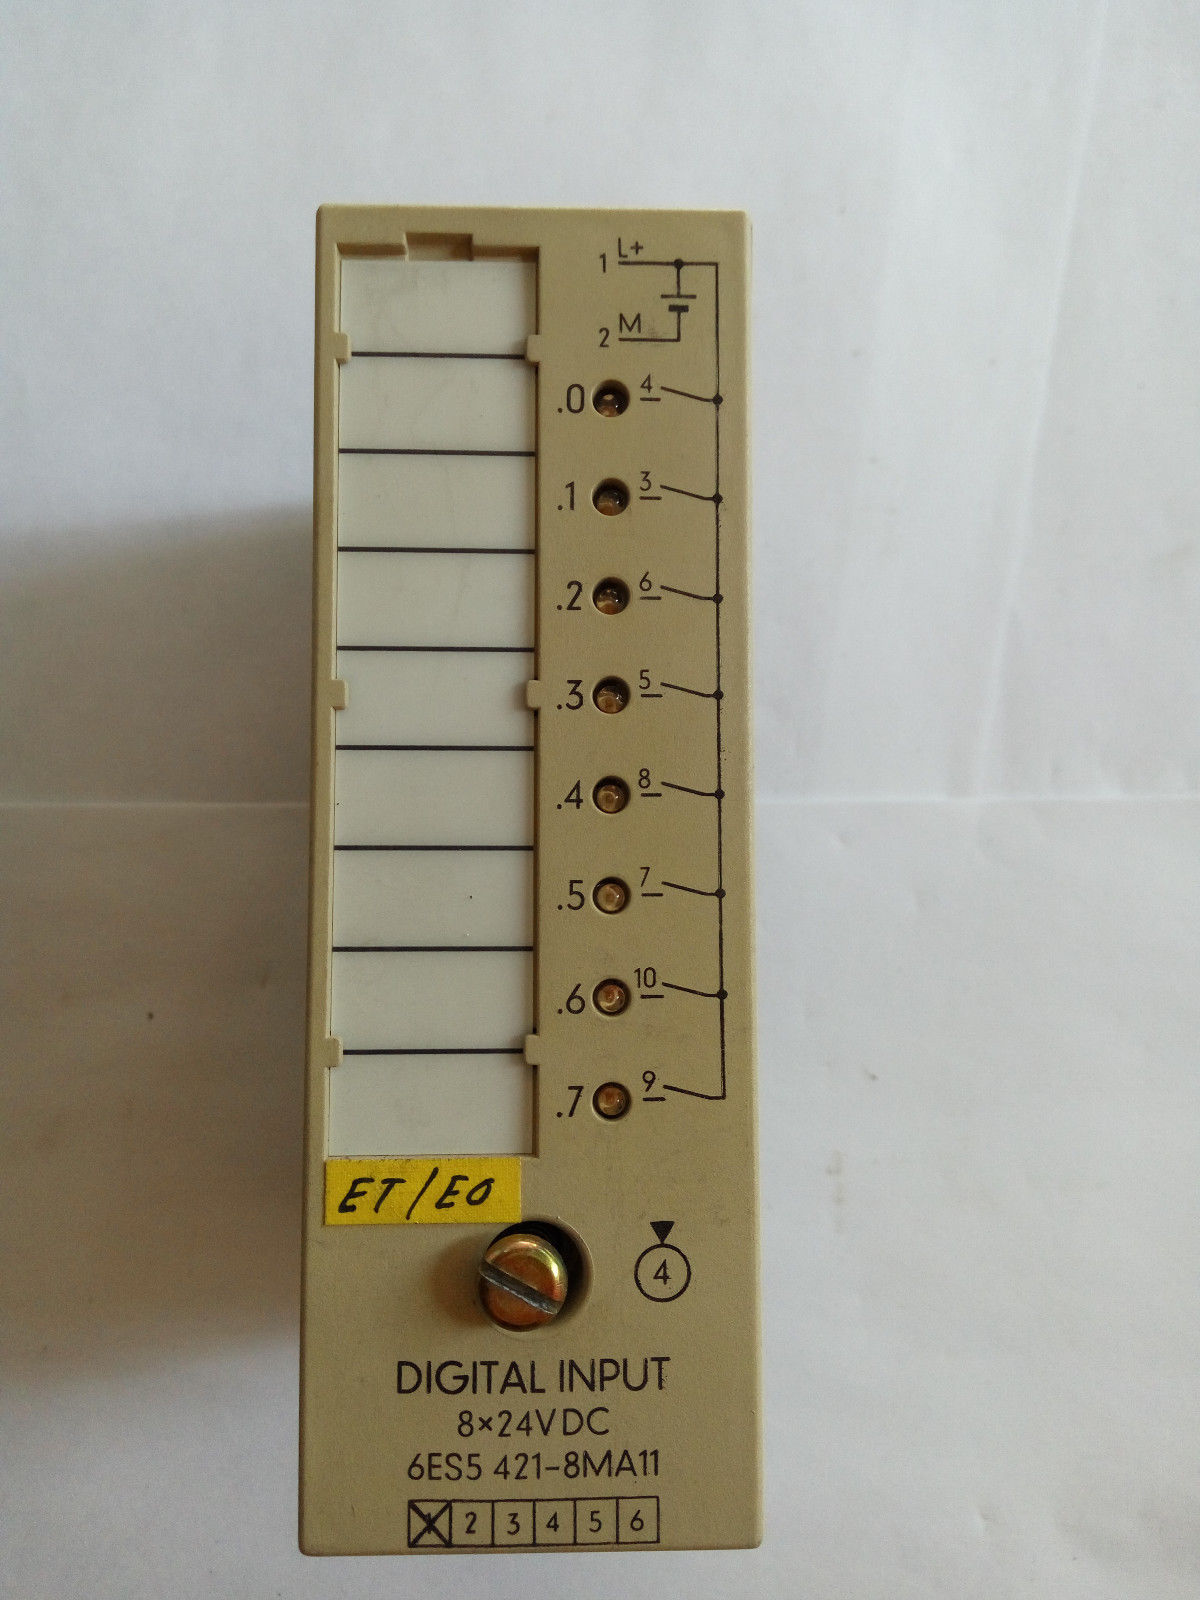 1 L+
2 M
.0 4
.1 3
.2 6
.3 5
.4 8
.5 7
.6 10
.7 9
ET/EO
4
DIGITAL INPUT
8×24VDC
6ES5 421-8MA11
1 2 3 4 5 6